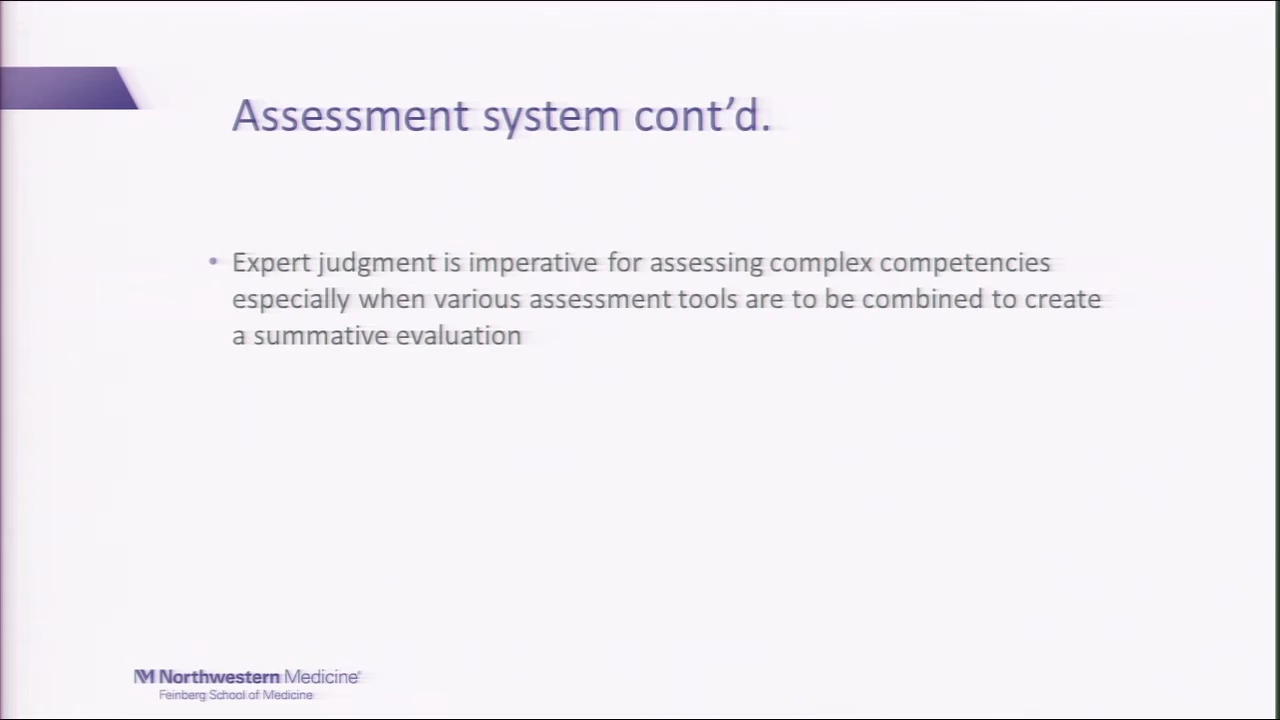 Assessment system cont’d.
• Expert judgment is imperative for assessing complex competencies
especially when various assessment tools are to be combined to create
a summative evaluation
NM Northwestern Medicine®
Feinberg School of Medicine